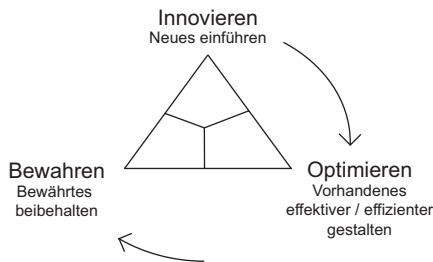 Innovieren
Neues einführen
Bewahren
Bewährtes
beibehalten
Optimieren
Vorhandenes
effektiver / effizienter
gestalten